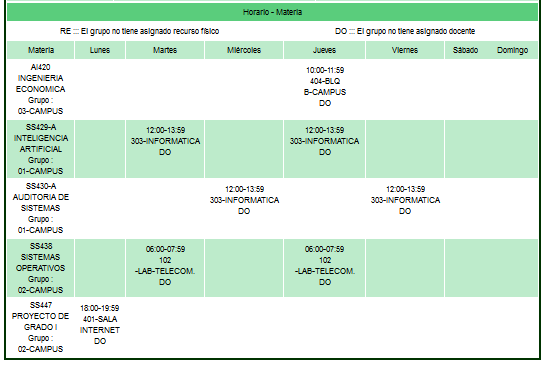 Horario - Materia
RE ::: El grupo no tiene asignado recurso físico DO ::: El grupo no tiene asignado docente
Materia Lunes Martes Miércoles Jueves Viernes Sábado Domingo
AI420
INGENIERIA
ECONOMICA
Grupo :
03-CAMPUS
10:00-11:59
404-BLQ
B-CAMPUS
DO
SS429-A
INTELIGENCIA
ARTIFICIAL
Grupo :
01-CAMPUS
12:00-13:59
303-INFORMATICA
DO
12:00-13:59
303-INFORMATICA
DO
SS430-A
AUDITORIA DE
SISTEMAS
Grupo :
01-CAMPUS
12:00-13:59
303-INFORMATICA
DO
12:00-13:59
303-INFORMATICA
DO
SS438
SISTEMAS
OPERATIVOS
Grupo :
02-CAMPUS
06:00-07:59
102
-LAB-TELECOM.
DO
06:00-07:59
102
-LAB-TELECOM.
DO
SS447
PROYECTO DE
GRADO I
Grupo :
02-CAMPUS
18:00-19:59
401-SALA
INTERNET
DO